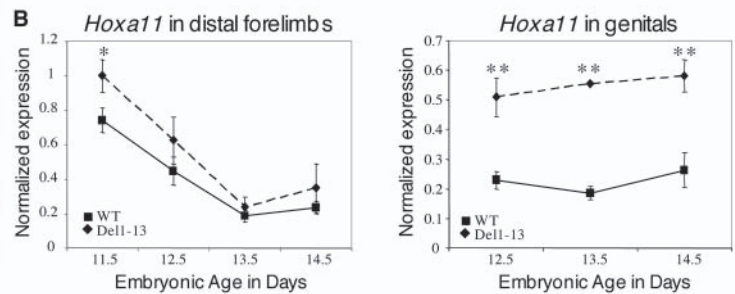 B
Hoxa11 in distal forelimbs
Normalized expression
1.2
1
0.8
0.6
0.4
0.2
0
*
WT
Del1-13
11.5 12.5 13.5 14.5
Embryonic Age in Days
Hoxa11 in genitals
Normalized expression
0.7
0.6
0.5
0.4
0.3
0.2
0.1
0
** ** **
WT
Del1-13
12.5 13.5 14.5
Embryonic Age in Days